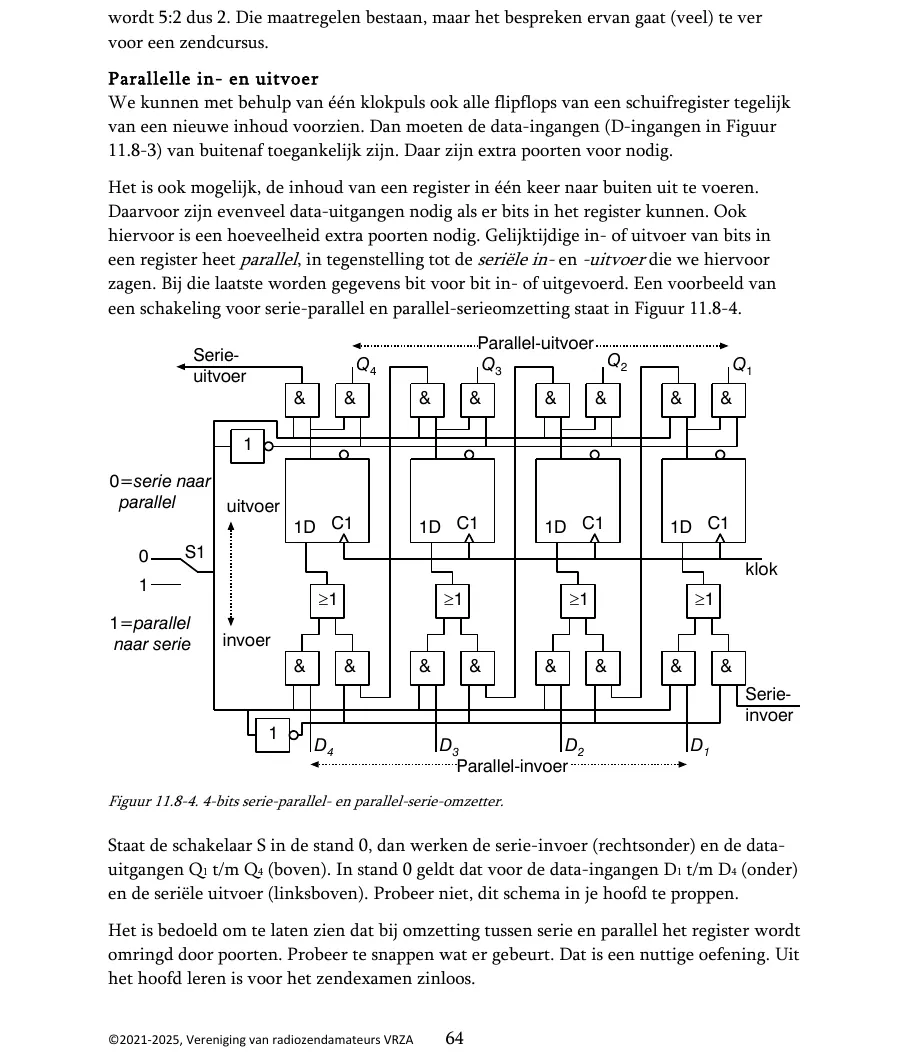 wordt 5:2 dus 2. Die maatregelen bestaan, maar het bespreken ervan gaat (veel) te ver
voor een zendcursus.
Parallelle in- en uitvoer
We kunnen met behulp van één klokpuls ook alle flipflops van een schuifregister tegelijk
van een nieuwe inhoud voorzien. Dan moeten de data-ingangen (D-ingangen in Figuur
11.8-3) van buitenaf toegankelijk zijn. Daar zijn extra poorten voor nodig.
Het is ook mogelijk, de inhoud van een register in één keer naar buiten uit te voeren.
Daarvoor zijn evenveel data-uitgangen nodig als er bits in het register kunnen. Ook
hiervoor is een hoeveelheid extra poorten nodig. Gelijktijdige in- of uitvoer van bits in
een register heet parallel, in tegenstelling tot de seriële in- en -uitvoer die we hiervoor
zagen. Bij die laatste worden gegevens bit voor bit in- of uitgevoerd. Een voorbeeld van
een schakeling voor serie-parallel en parallel-serieomzetting staat in Figuur 11.8-4.
Parallel-uitvoer
Serie-
uitvoer
Q4 Q3 Q2 Q1
& & & & & & & &
1
0=serie naar
parallel
uitvoer
1D C1 1D C1 1D C1 1D C1
0 S1
klok
1
≥1 ≥1 ≥1 ≥1
1=parallel
naar serie
invoer
& & & & & & & &
Serie-
invoer
1
D4 D3 D2 D1
Parallel-invoer
Figuur 11.8-4. 4-bits serie-parallel- en parallel-serie-omzetter.
Staat de schakelaar S in de stand 0, dan werken de serie-invoer (rechtsonder) en de data-
uitgangen Q1 t/m Q4 (boven). In stand 0 geldt dat voor de data-ingangen D1 t/m D4 (onder)
en de seriële uitvoer (linksboven). Probeer niet, dit schema in je hoofd te proppen.
Het is bedoeld om te laten zien dat bij omzetting tussen serie en parallel het register wordt
omringd door poorten. Probeer te snappen wat er gebeurt. Dat is een nuttige oefening. Uit
het hoofd leren is voor het zendexamen zinloos.
©2021-2025, Vereniging van radiozendamateurs VRZA 64